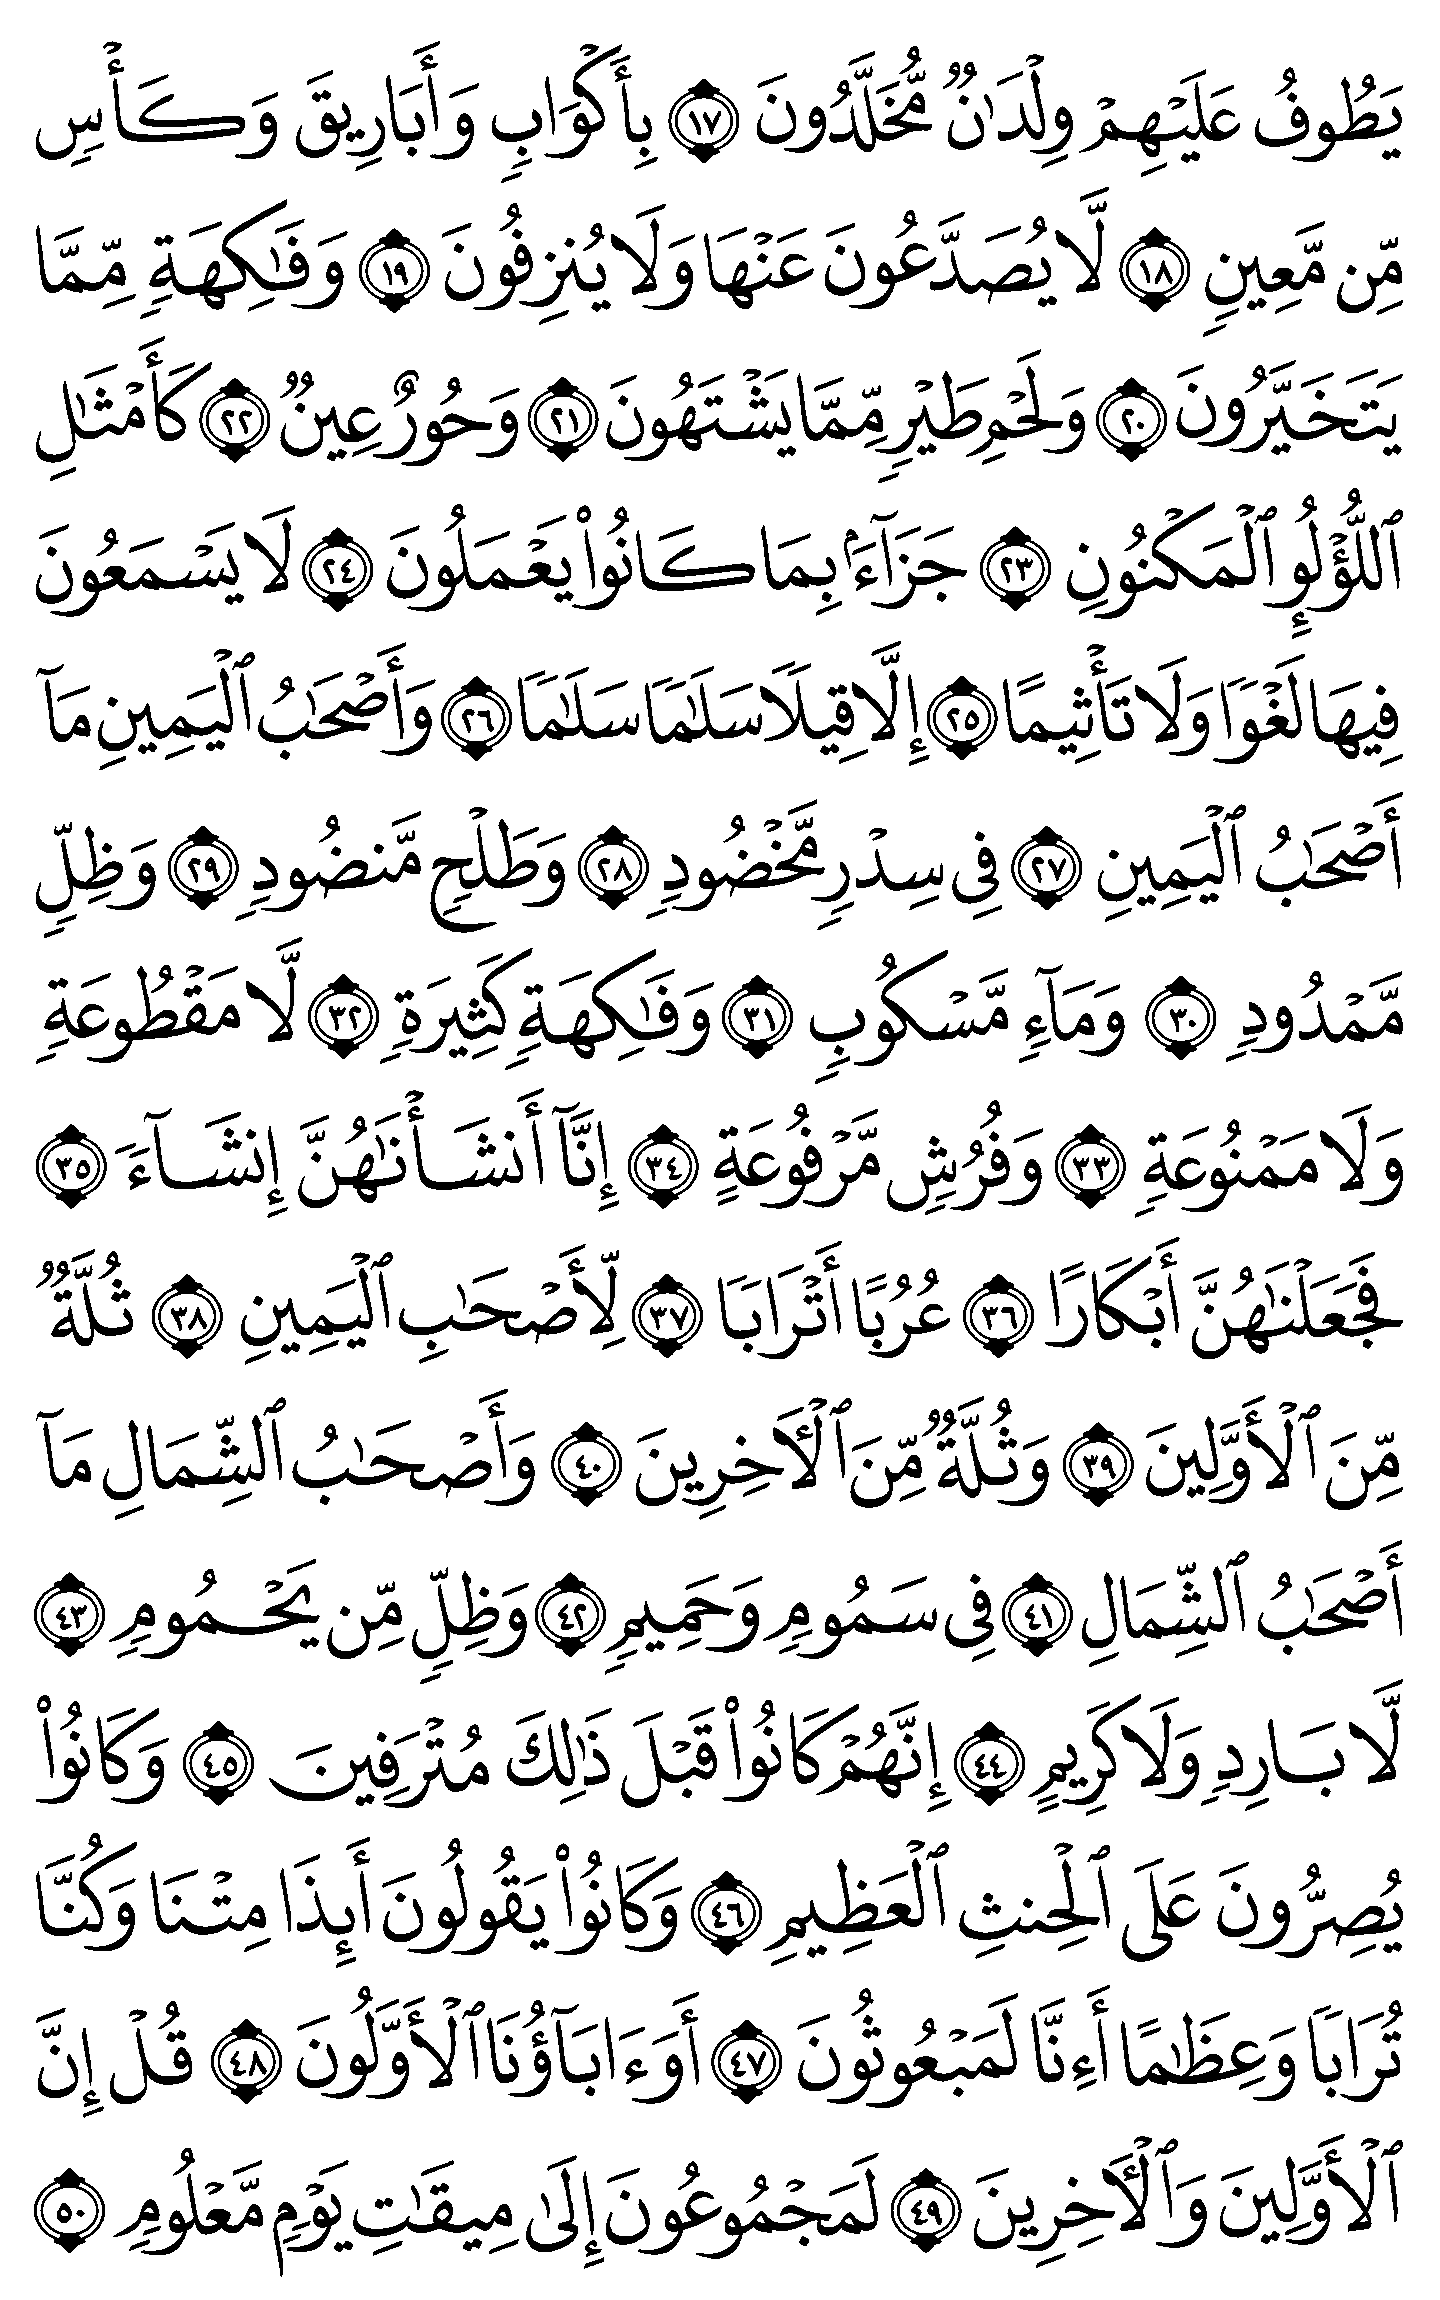 يَطُوفُ عَلَيْهِمْ وِلْدَٰنٌ مُّخَلَّدُونَ ١٧ بِأَكْوَابٍ وَأَبَارِيقَ وَكَأْسٍ
مِّن مَّعِينٍ ١٨ لَّا يُصَدَّعُونَ عَنْهَا وَلَا يُنزِفُونَ ١٩ وَفَٰكِهَةٍ مِّمَّا
يَتَخَيَّرُونَ ٢٠ وَلَحْمِ طَيْرٍ مِّمَّا يَشْتَهُونَ ٢١ وَحُورٌ عِينٌ ٢٢ كَأَمْثَٰلِ
ٱللُّؤْلُؤِ ٱلْمَكْنُونِ ٢٣ جَزَآءًۢ بِمَا كَانُوا۟ يَعْمَلُونَ ٢٤ لَا يَسْمَعُونَ
فِيهَا لَغْوًا وَلَا تَأْثِيمًا ٢٥ إِلَّا قِيلًا سَلَٰمًا سَلَٰمًا ٢٦ وَأَصْحَٰبُ ٱلْيَمِينِ مَآ
أَصْحَٰبُ ٱلْيَمِينِ ٢٧ فِى سِدْرٍ مَّخْضُودٍ ٢٨ وَطَلْحٍ مَّنضُودٍ ٢٩ وَظِلٍّ
مَّمْدُودٍ ٣٠ وَمَآءٍ مَّسْكُوبٍ ٣١ وَفَٰكِهَةٍ كَثِيرَةٍ ٣٢ لَّا مَقْطُوعَةٍ
وَلَا مَمْنُوعَةٍ ٣٣ وَفُرُشٍ مَّرْفُوعَةٍ ٣٤ إِنَّآ أَنشَأْنَٰهُنَّ إِنشَآءً ٣٥
فَجَعَلْنَٰهُنَّ أَبْكَارًا ٣٦ عُرُبًا أَتْرَابًا ٣٧ لِّأَصْحَٰبِ ٱلْيَمِينِ ٣٨ ثُلَّةٌ
مِّنَ ٱلْأَوَّلِينَ ٣٩ وَثُلَّةٌ مِّنَ ٱلْـَٔاخِرِينَ ٤٠ وَأَصْحَٰبُ ٱلشِّمَالِ مَآ
أَصْحَٰبُ ٱلشِّمَالِ ٤١ فِى سَمُومٍ وَحَمِيمٍ ٤٢ وَظِلٍّ مِّن يَحْمُومٍ ٤٣
لَّا بَارِدٍ وَلَا كَرِيمٍ ٤٤ إِنَّهُمْ كَانُوا۟ قَبْلَ ذَٰلِكَ مُتْرَفِينَ ٤٥ وَكَانُوا۟
يُصِرُّونَ عَلَى ٱلْحِنثِ ٱلْعَظِيمِ ٤٦ وَكَانُوا۟ يَقُولُونَ أَئِذَا مِتْنَا وَكُنَّا
تُرَابًا وَعِظَٰمًا أَءِنَّا لَمَبْعُوثُونَ ٤٧ أَوَءَابَآؤُنَا ٱلْأَوَّلُونَ ٤٨ قُلْ إِنَّ
ٱلْأَوَّلِينَ وَٱلْـَٔاخِرِينَ ٤٩ لَمَجْمُوعُونَ إِلَىٰ مِيقَٰتِ يَوْمٍ مَّعْلُومٍ ٥٠